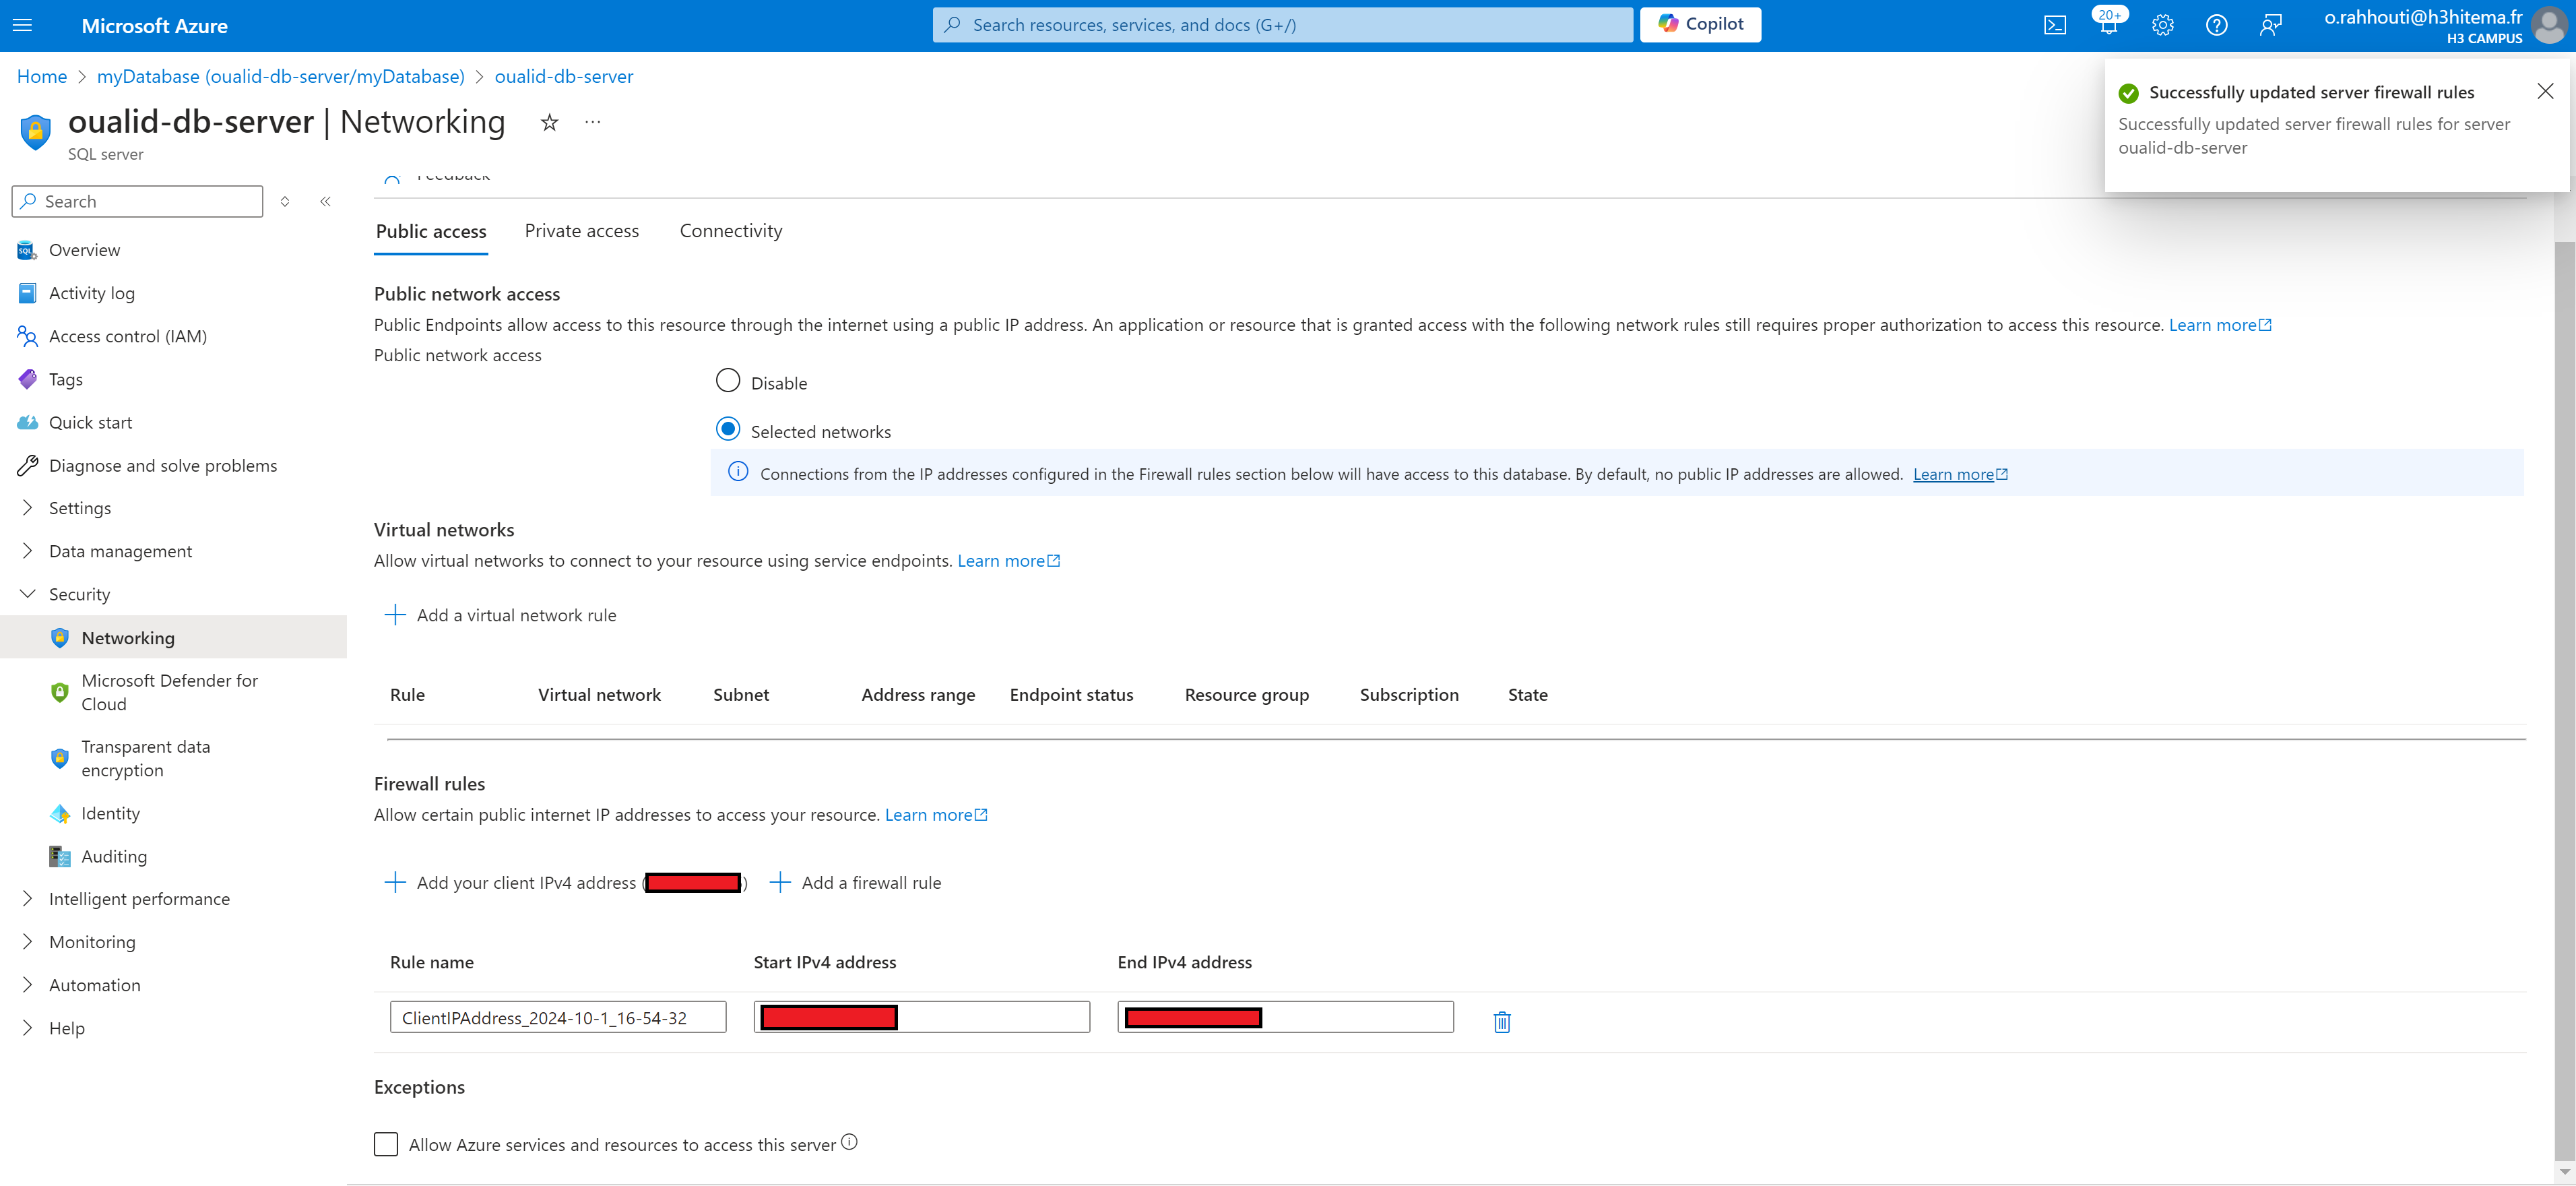 Microsoft Azure
Search resources, services, and docs (G+/)
Copilot
20+
o.rahhouti@h3hitema.fr
H3 CAMPUS
Home > myDatabase (oualid-db-server/myDatabase) > oualid-db-server
oualid-db-server | Networking
SQL server
Successfully updated server firewall rules
Successfully updated server firewall rules for server
oualid-db-server
Search
Overview
Activity log
Access control (IAM)
Tags
Quick start
Diagnose and solve problems
Settings
Data management
Security
Networking
Microsoft Defender for
Cloud
Transparent data
encryption
Identity
Auditing
Intelligent performance
Monitoring
Automation
Help
Feedback
Public access Private access Connectivity
Public network access
Public Endpoints allow access to this resource through the internet using a public IP address. An application or resource that is granted access with the following network rules still requires proper authorization to access this resource. Learn more
Public network access
Disable
Selected networks
Connections from the IP addresses configured in the Firewall rules section below will have access to this database. By default, no public IP addresses are allowed. Learn more
Virtual networks
Allow virtual networks to connect to your resource using service endpoints. Learn more
Add a virtual network rule
Rule Virtual network Subnet Address range Endpoint status Resource group Subscription State
Firewall rules
Allow certain public internet IP addresses to access your resource. Learn more
Add your client IPv4 address ( ) Add a firewall rule
Rule name Start IPv4 address End IPv4 address
ClientIPAddress_2024-10-1_16-54-32
Exceptions
Allow Azure services and resources to access this server